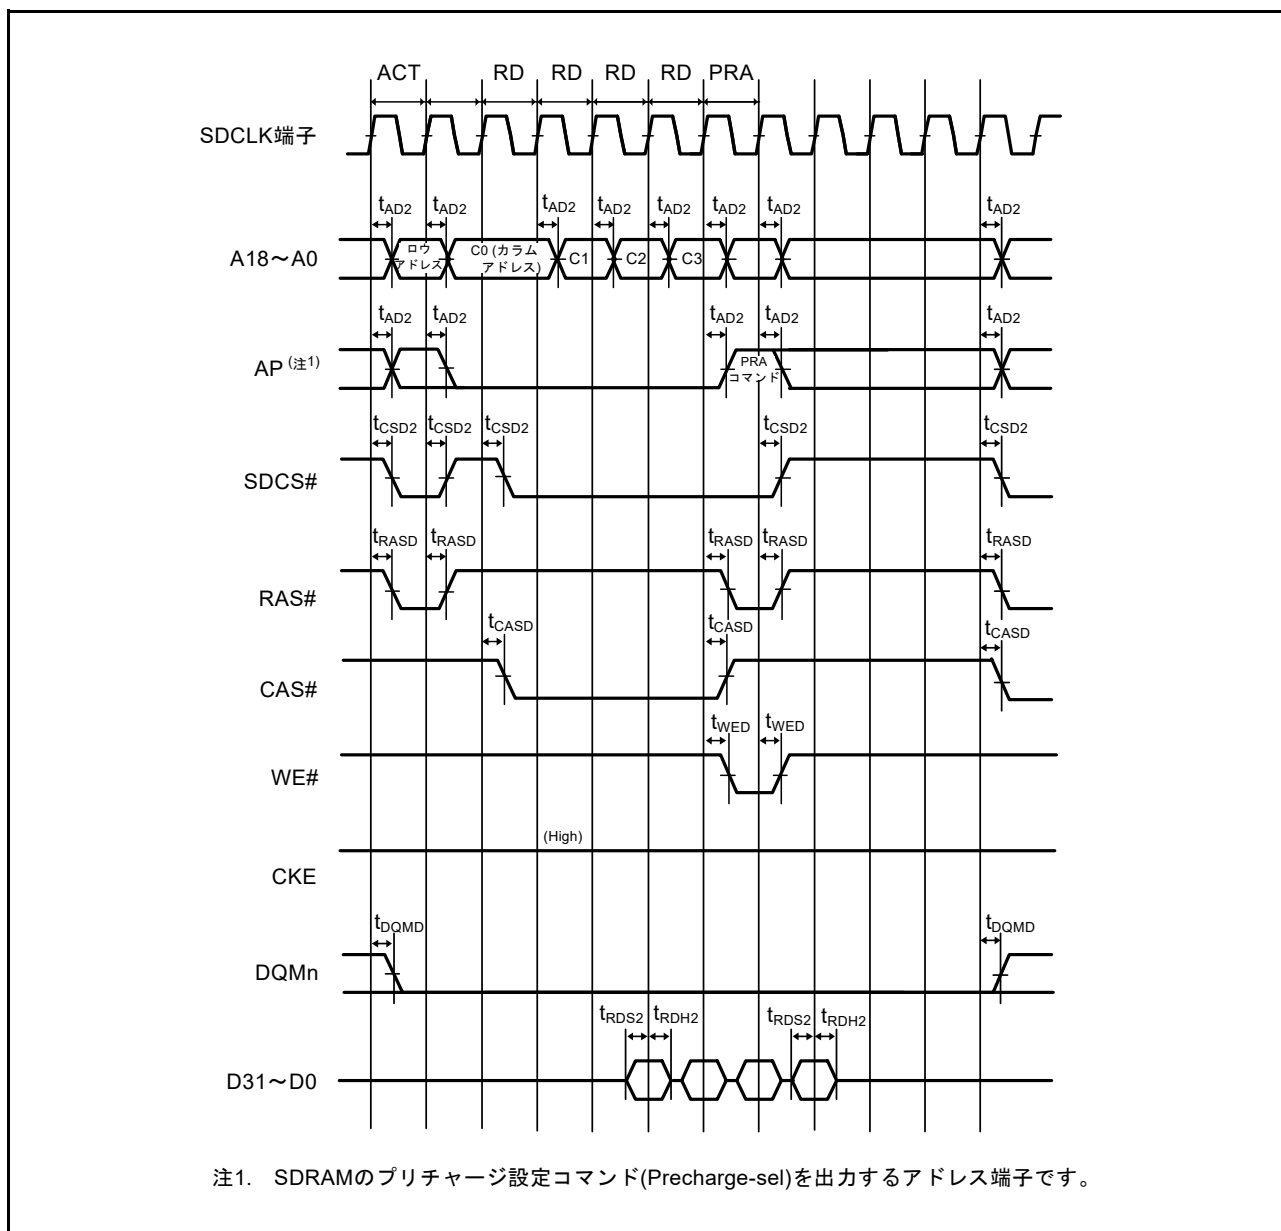 ACT RD RD RD RD PRA
SDCLK端子
tAD2 tAD2 tAD2 tAD2 tAD2 tAD2 tAD2 tAD2
A18～A0
ロウ
アドレス
C0 (カラム
アドレス)
C1 C2 C3
tAD2 tAD2 tAD2 tAD2 tAD2
AP (注1)
PRA
コマンド
tCSD2 tCSD2 tCSD2 tCSD2 tCSD2
SDCS#
tRASD tRASD tRASD tRASD tRASD
RAS#
tCASD tCASD tCASD
CAS#
tWED tWED
WE#
(High)
CKE
tDQMD tDQMD
DQMn
tRDS2 tRDH2 tRDS2 tRDH2
D31～D0
注1. SDRAMのプリチャージ設定コマンド(Precharge-sel)を出力するアドレス端子です。